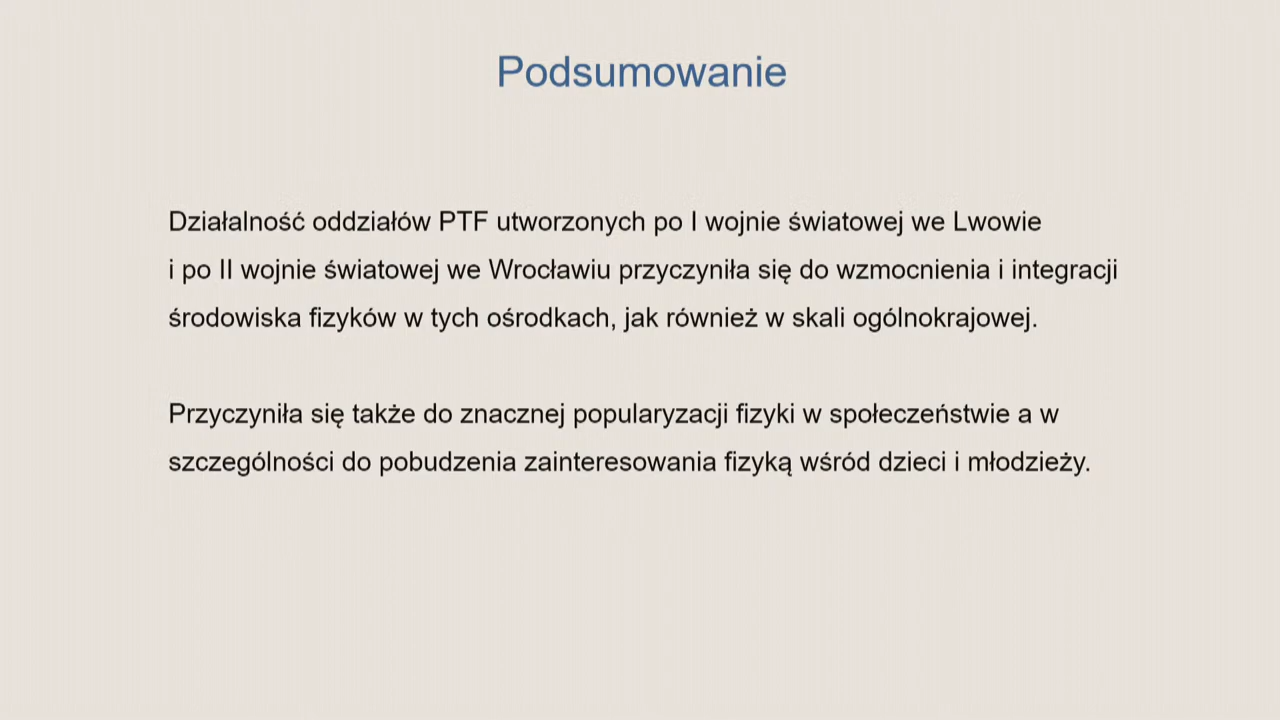 Podsumowanie
Działalność oddziałów PTF utworzonych po I wojnie światowej we Lwowie
i po II wojnie światowej we Wrocławiu przyczyniła się do wzmocnienia i integracji
środowiska fizyków w tych ośrodkach, jak również w skali ogólnokrajowej.
Przyczyniła się także do znacznej popularyzacji fizyki w społeczeństwie a w
szczególności do pobudzenia zainteresowania fizyką wśród dzieci i młodzieży.